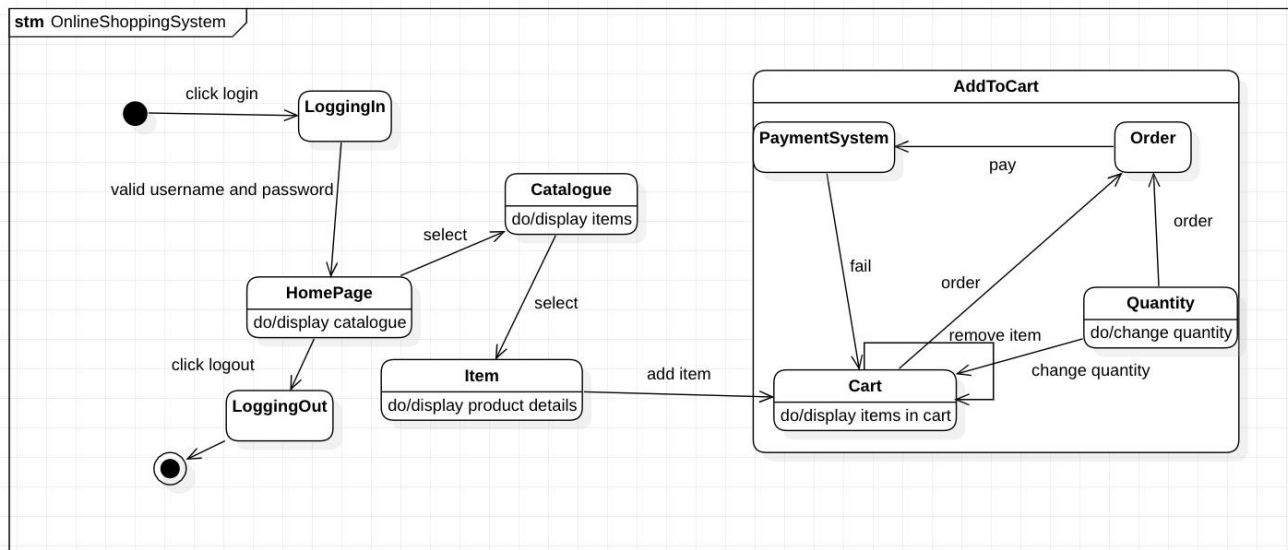 stm OnlineShoppingSystem
click login
LoggingIn
valid username and password
HomePage
do/display catalogue
click logout
LoggingOut
select
Catalogue
do/display items
select
Item
do/display product details
add item
AddToCart
PaymentSystem
pay
Order
fail
order
order
Quantity
do/change quantity
remove item
change quantity
Cart
do/display items in cart